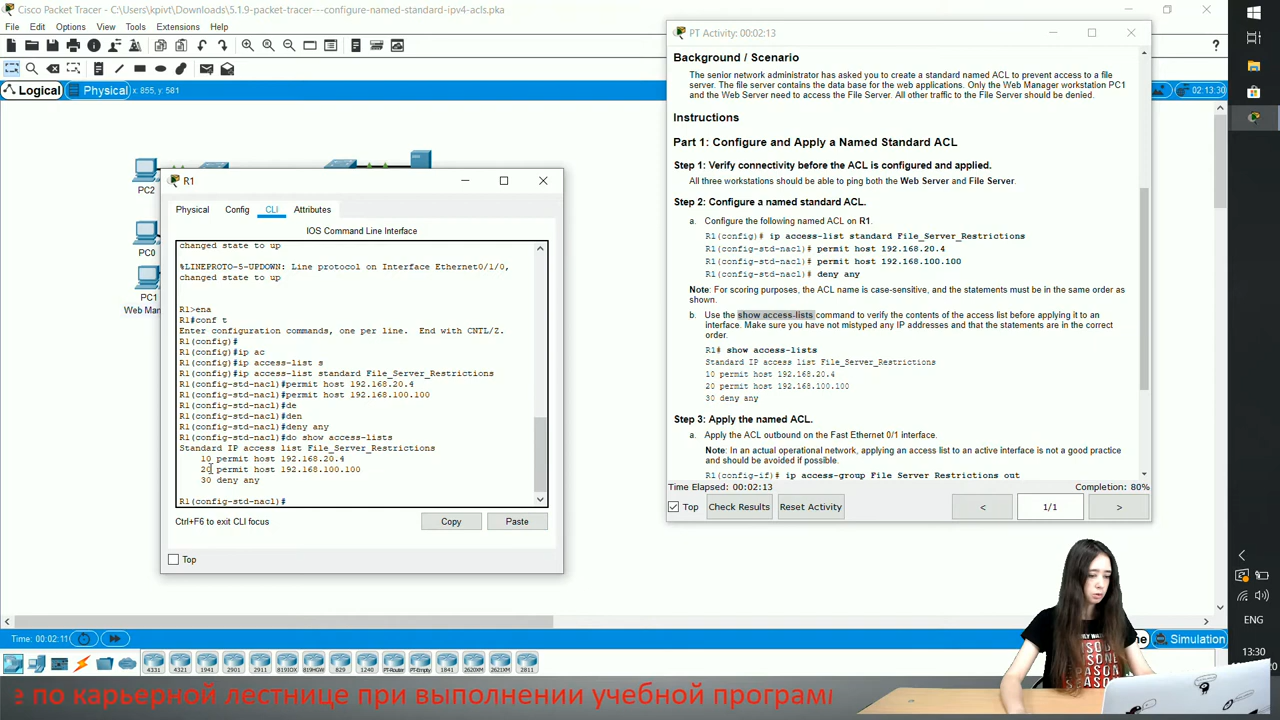 Cisco Packet Tracer - C:\Users\kpivt\Downloads\5.1.9-packet-tracer---configure-named-standard-ipv4-acls.pka
File Edit Options View Tools Extensions Help
Logical Physical x: 855, y: 581
02:13:30
PC2
PC0
PC1
Web Man
R1
Physical Config CLI Attributes
IOS Command Line Interface
changed state to up
%LINEPROTO-5-UPDOWN: Line protocol on Interface Ethernet0/1/0,
changed state to up
R1>ena
R1#conf t
Enter configuration commands, one per line. End with CNTL/Z.
R1(config)#
R1(config)#ip ac
R1(config)#ip access-list s
R1(config)#ip access-list standard File_Server_Restrictions
R1(config-std-nacl)#permit host 192.168.20.4
R1(config-std-nacl)#permit host 192.168.100.100
R1(config-std-nacl)#de
R1(config-std-nacl)#den
R1(config-std-nacl)#deny any
R1(config-std-nacl)#do show access-lists
Standard IP access list File_Server_Restrictions
10 permit host 192.168.20.4
20 permit host 192.168.100.100
30 deny any
R1(config-std-nacl)#
Ctrl+F6 to exit CLI focus
Copy Paste
Top
PT Activity: 00:02:13
Background / Scenario
The senior network administrator has asked you to create a standard named ACL to prevent access to a file
server. The file server contains the data base for the web applications. Only the Web Manager workstation PC1
and the Web Server need to access the File Server. All other traffic to the File Server should be denied.
Instructions
Part 1: Configure and Apply a Named Standard ACL
Step 1: Verify connectivity before the ACL is configured and applied.
All three workstations should be able to ping both the Web Server and File Server.
Step 2: Configure a named standard ACL.
a. Configure the following named ACL on R1.
R1(config)# ip access-list standard File_Server_Restrictions
R1(config-std-nacl)# permit host 192.168.20.4
R1(config-std-nacl)# permit host 192.168.100.100
R1(config-std-nacl)# deny any
Note: For scoring purposes, the ACL name is case-sensitive, and the statements must be in the same order as
shown.
b. Use the show access-lists command to verify the contents of the access list before applying it to an
interface. Make sure you have not mistyped any IP addresses and that the statements are in the correct
order.
R1# show access-lists
Standard IP access list File_Server_Restrictions
10 permit host 192.168.20.4
20 permit host 192.168.100.100
30 deny any
Step 3: Apply the named ACL.
a. Apply the ACL outbound on the Fast Ethernet 0/1 interface.
Note: In an actual operational network, applying an access list to an active interface is not a good practice
and should be avoided if possible.
R1(config-if)# ip access-group File_Server_Restrictions out
Time Elapsed: 00:02:13 Completion: 80%
Top Check Results Reset Activity < 1/1 >
Time: 00:02:11
me Simulation
4331 4321 1941 2901 2911 819IOX 819HGW 829 1240 PT-Router PT-Empty 1841 2620XM 2621XM 2811
ENG
13:30
е по карьерной лестнице при выполнении учебной програм